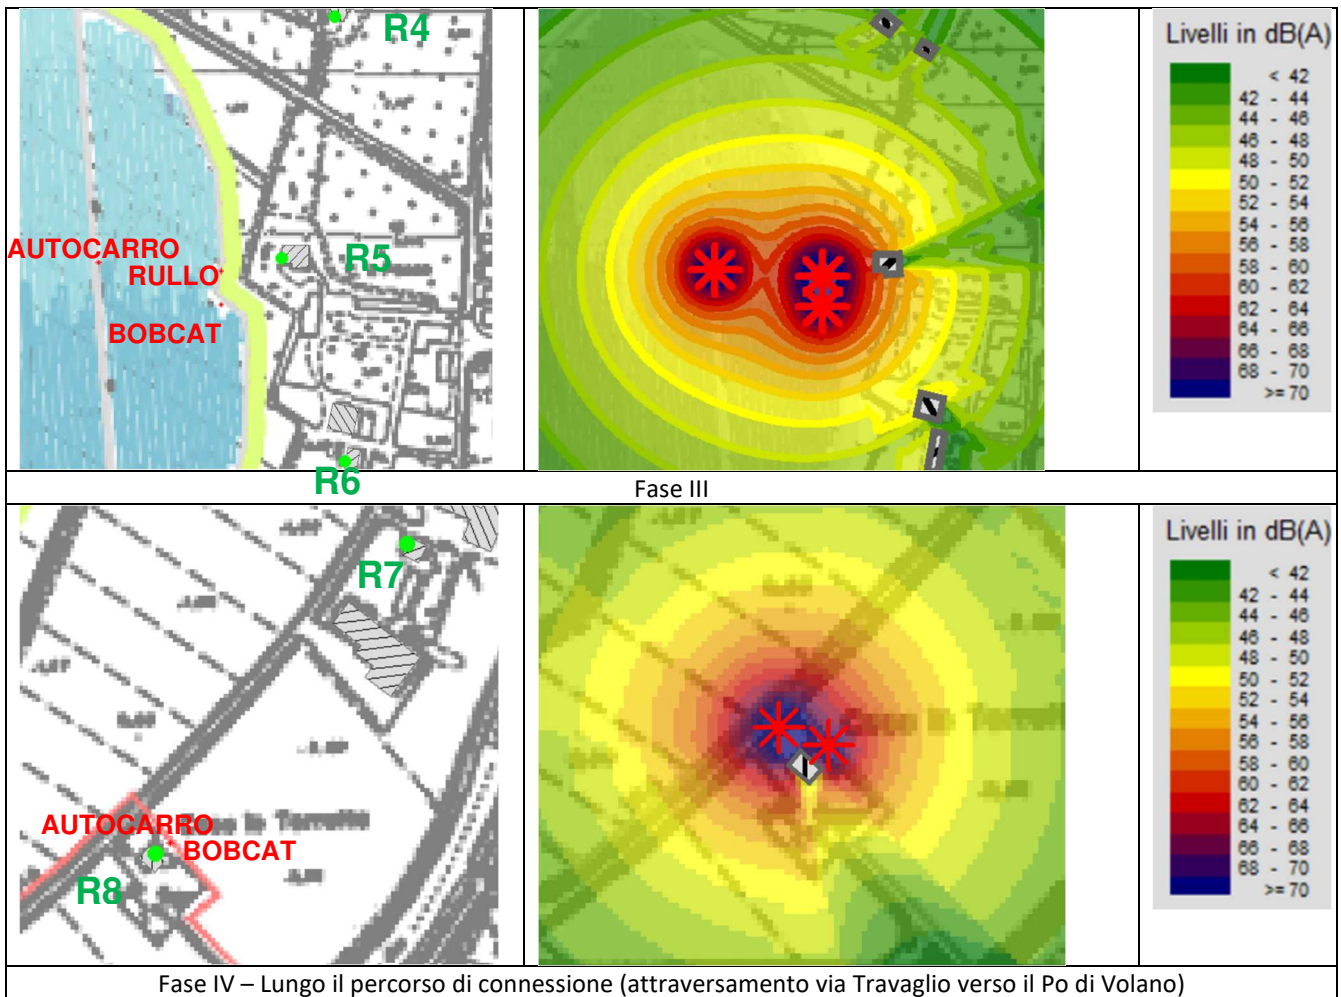 R4
AUTOCARRO
RULLO
R5
BOBCAT
R6
Livelli in dB(A)
< 42
42 - 44
44 - 46
46 - 48
48 - 50
50 - 52
52 - 54
54 - 56
56 - 58
58 - 60
60 - 62
62 - 64
64 - 66
66 - 68
68 - 70
>= 70
Fase III
R7
AUTOCARRO
BOBCAT
R8
Livelli in dB(A)
< 42
42 - 44
44 - 46
46 - 48
48 - 50
50 - 52
52 - 54
54 - 56
56 - 58
58 - 60
60 - 62
62 - 64
64 - 66
66 - 68
68 - 70
>= 70
Fase IV – Lungo il percorso di connessione (attraversamento via Travaglio verso il Po di Volano)